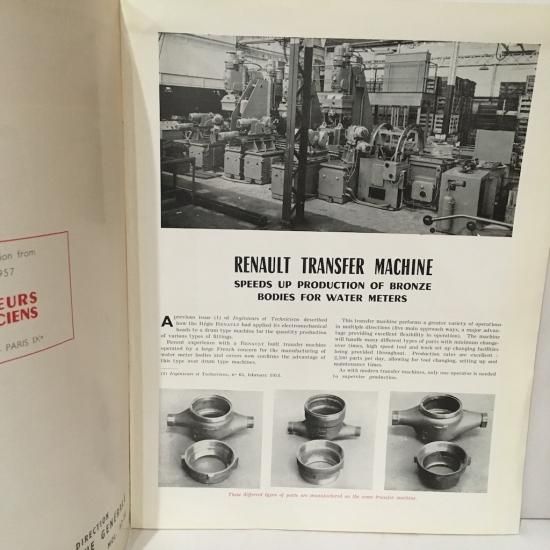 tion from
1957
EURS
CIENS
PARIS IXe
DIRECTION
GÉNÉRALE
RENAULT TRANSFER MACHINE
SPEEDS UP PRODUCTION OF BRONZE
BODIES FOR WATER METERS
A previous issue (1) of Ingénieurs et Techniciens described
how the Régie RENAULT had applied its electromechanical
heads to a drum type machine for the quantity production
of various types of fittings.
Recent experience with a RENAULT built transfer machine
operated by a large French concern for the manufacturing of
water meter bodies and covers now confirms the advantage of
this type over drum type machines.
(1) Ingénieurs et Techniciens, n° 65, february 1953.
This transfer machine performs a greater variety of operations
in multiple directions (five main approach ways, a major advan-
tage providing excellent flexibility in operation). The machine
will handle many different types of parts with minimum change-
over times, high speed tool and work set up changing facilities
being provided throughout. Production rates are excellent :
2,500 parts per day, allowing for tool changing, setting up and
maintenance times.
As with modern transfer machines, only one operator is needed
to supervise production.
These different types of parts are manufactured on the same transfer machine.